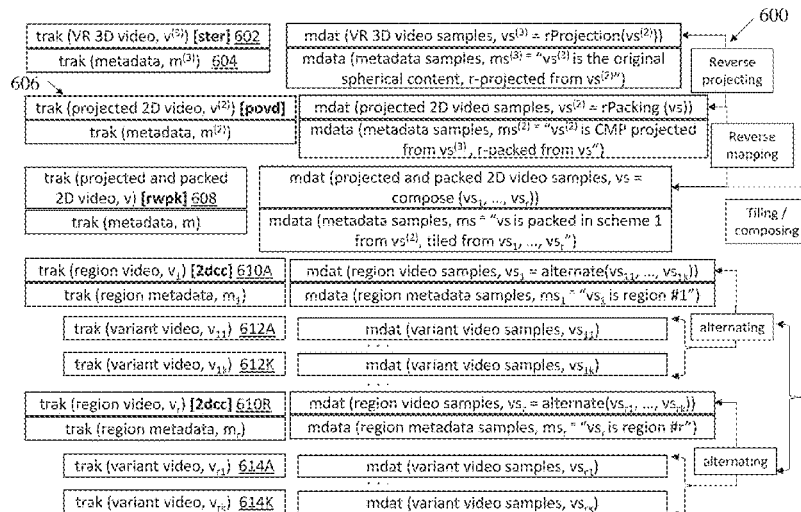 600
trak (VR 3D video, v(3)) [ster] 602
mdat (VR 3D video samples, vs(3) = rProjection(vs(2)))
trak (metadata, m(3)) 604
mdata (metadata samples, ms(3) = "vs(3) is the original
spherical content, r-projected from vs(2)")
Reverse
projecting
606
trak (projected 2D video, v(2)) [povd]
mdat (projected 2D video samples, vs(2) = rPacking (vs))
trak (metadata, m(2))
mdata (metadata samples, ms(2) = "vs(2) is CMP projected
from vs(3), r-packed from vs")
Reverse
mapping
trak (projected and packed
2D video, v) [rwpk] 608
mdat (projected and packed 2D video samples, vs =
compose (vs1, ..., vsr))
trak (metadata, m)
mdata (metadata samples, ms = "vs is packed in scheme 1
from vs(2), tiled from vs1, ..., vsr")
Tiling /
composing
trak (region video, v1) [2dcc] 610A
mdat (region video samples, vs1 = alternate(vs11, ..., vs1k))
trak (region metadata, m1)
mdata (region metadata samples, ms1 = "vs1 is region #1")
trak (variant video, v11) 612A
mdat (variant video samples, vs11)
alternating
. . .
trak (variant video, v1k) 612K
mdat (variant video samples, vs1k)
. . .
trak (region video, vr) [2dcc] 610R
mdat (region video samples, vsr = alternate(vsr1, ..., vsrk))
trak (region metadata, mr)
mdata (region metadata samples, msr = "vsr is region #r")
trak (variant video, vr1) 614A
mdat (variant video samples, vsr1)
alternating
. . .
trak (variant video, vrk) 614K
mdat (variant video samples, vsrk)